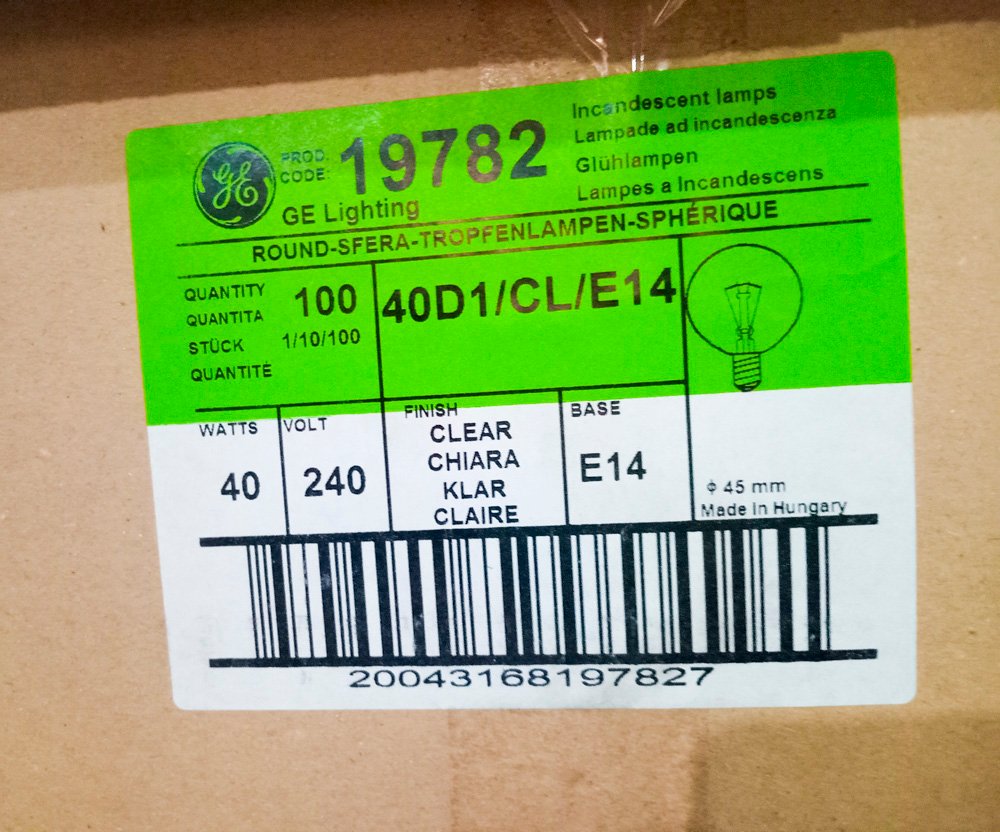 GE
PROD.
CODE: 19782
GE Lighting
Incandescent lamps
Lampade ad incandescenza
Glühlampen
Lampes a Incandescens
ROUND-SFERA-TROPFENLAMPEN-SPHÉRIQUE
QUANTITY
QUANTITA
STÜCK
QUANTITÉ
100
1/10/100
40D1/CL/E14
WATTS
40
VOLT
240
FINISH
CLEAR
CHIARA
KLAR
CLAIRE
BASE
E14
ϕ 45 mm
Made in Hungary
20043168197827